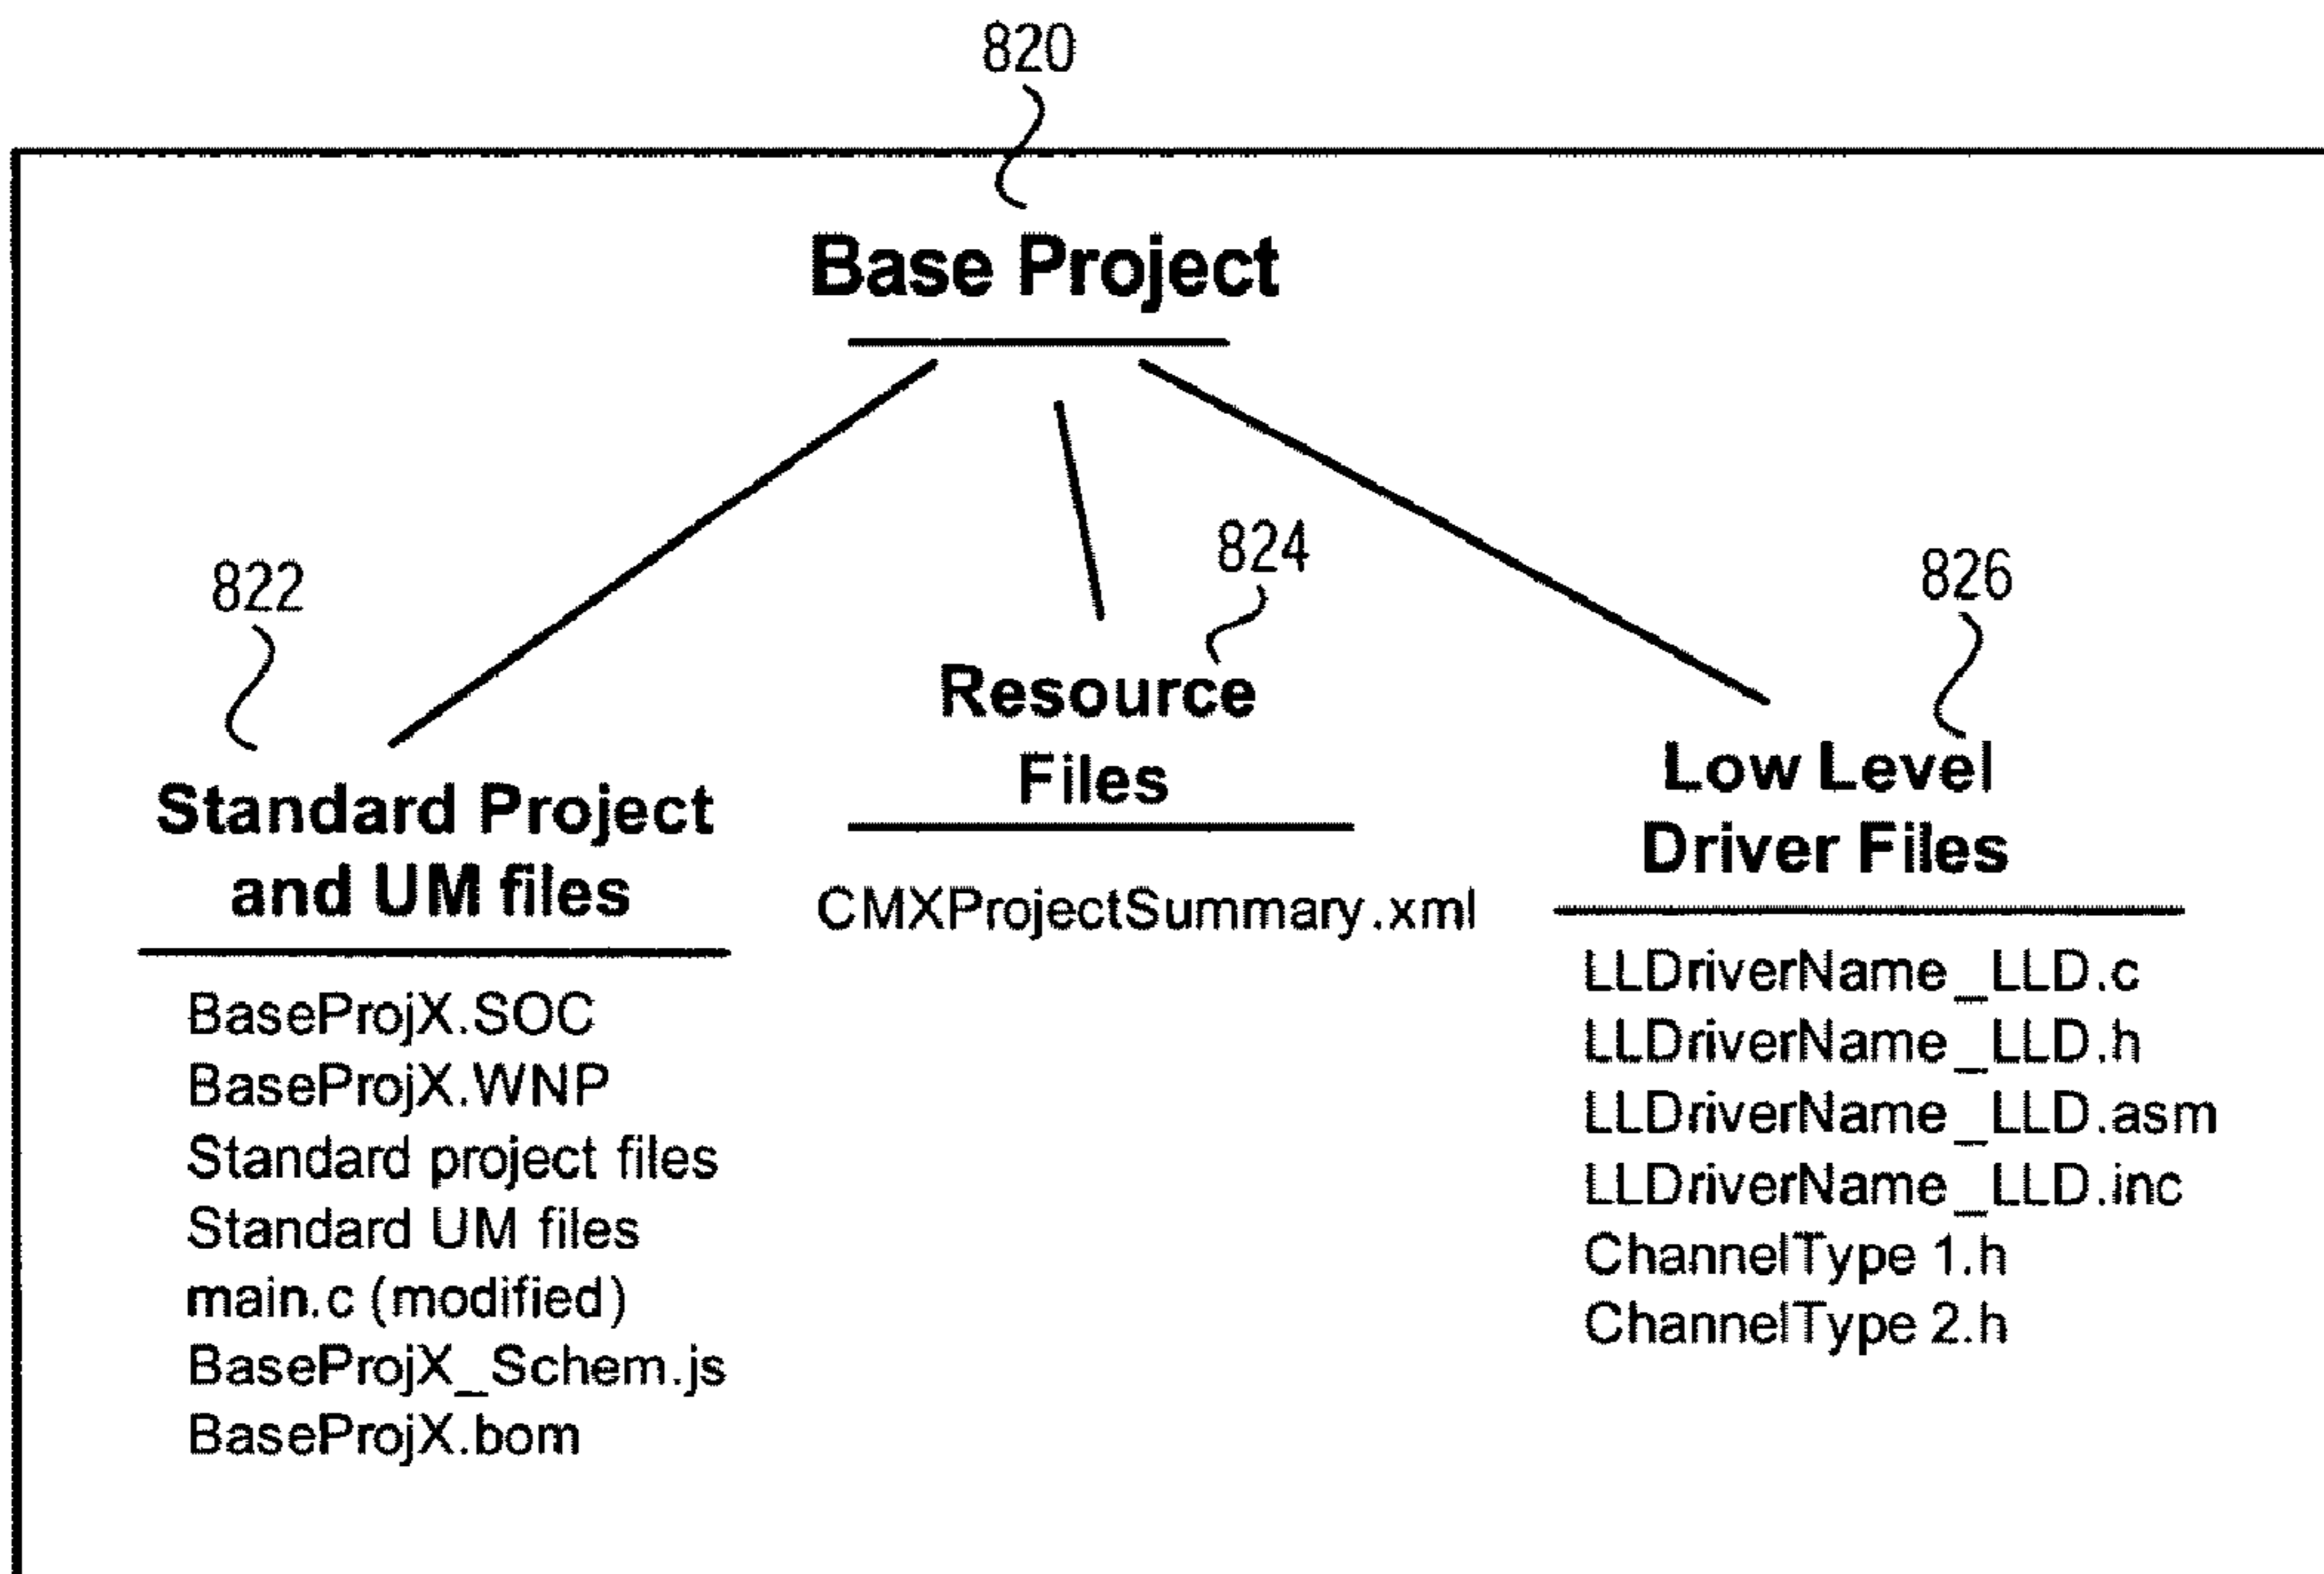 820
Base Project
822
824
826
Standard Project
and UM files
BaseProjX.SOC
BaseProjX.WNP
Standard project files
Standard UM files
main.c (modified)
BaseProjX_Schem.js
BaseProjX.bom
Resource
Files
CMXProjectSummary.xml
Low Level
Driver Files
LLDriverName_LLD.c
LLDriverName_LLD.h
LLDriverName_LLD.asm
LLDriverName_LLD.inc
ChannelType 1.h
ChannelType 2.h